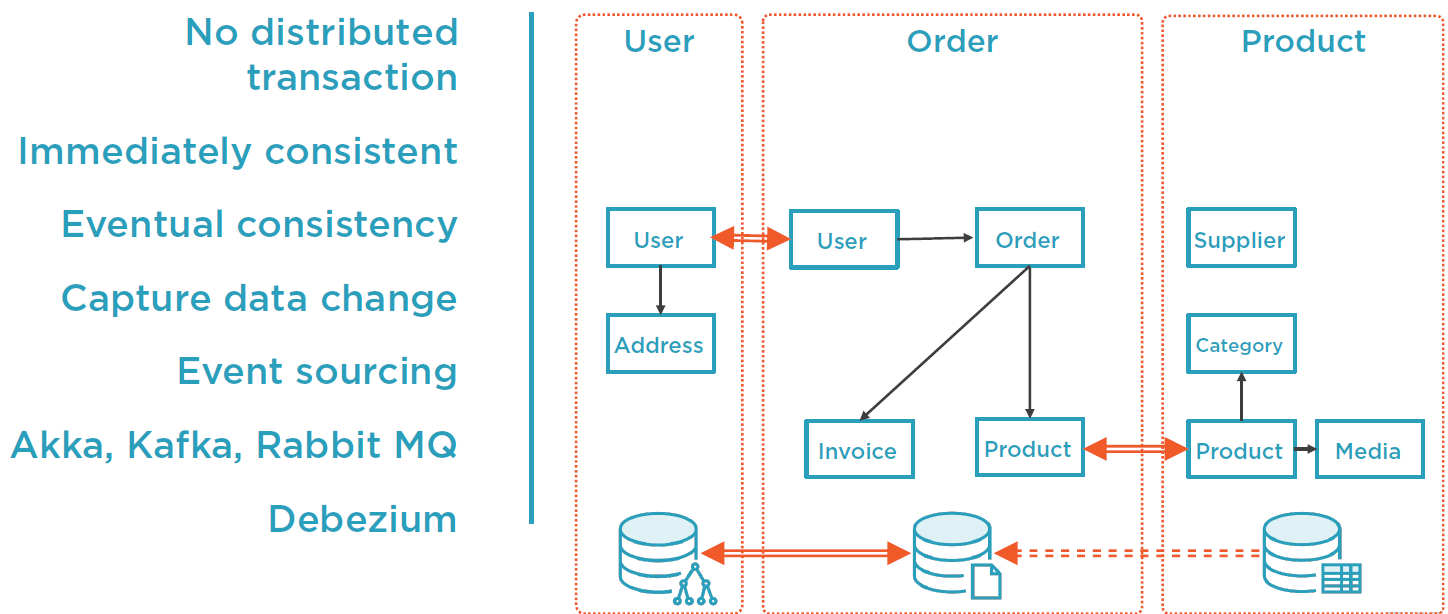 No distributed
transaction
Immediately consistent
Eventual consistency
Capture data change
Event sourcing
Akka, Kafka, Rabbit MQ
Debezium
User
Order
Product
User
User
Order
Supplier
Address
Category
Invoice
Product
Product
Media